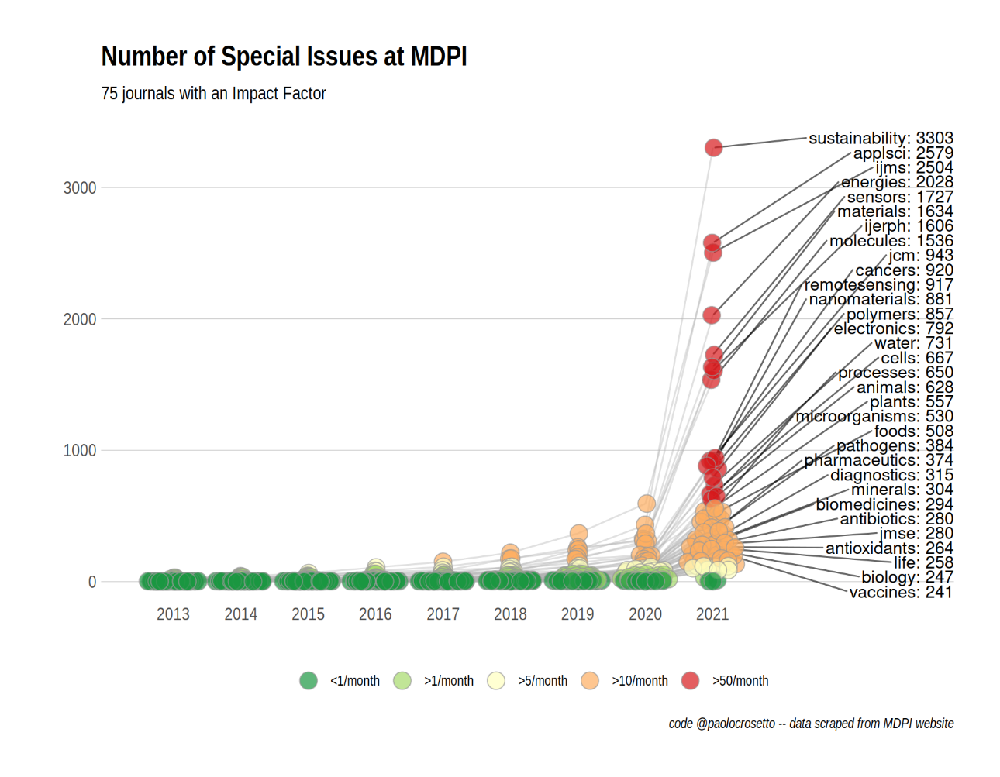 Number of Special Issues at MDPI
75 journals with an Impact Factor
sustainability: 3303
applsci: 2579
ijms: 2504
energies: 2028
sensors: 1727
materials: 1634
ijerph: 1606
molecules: 1536
jcm: 943
cancers: 920
remotesensing: 917
nanomaterials: 881
polymers: 857
electronics: 792
water: 731
cells: 667
processes: 650
animals: 628
plants: 557
microorganisms: 530
foods: 508
pathogens: 384
pharmaceutics: 374
diagnostics: 315
minerals: 304
biomedicines: 294
antibiotics: 280
jmse: 280
antioxidants: 264
life: 258
biology: 247
vaccines: 241
3000
2000
1000
0
2013 2014 2015 2016 2017 2018 2019 2020 2021
<1/month >1/month >5/month >10/month >50/month
code @paolocrosetto -- data scraped from MDPI website